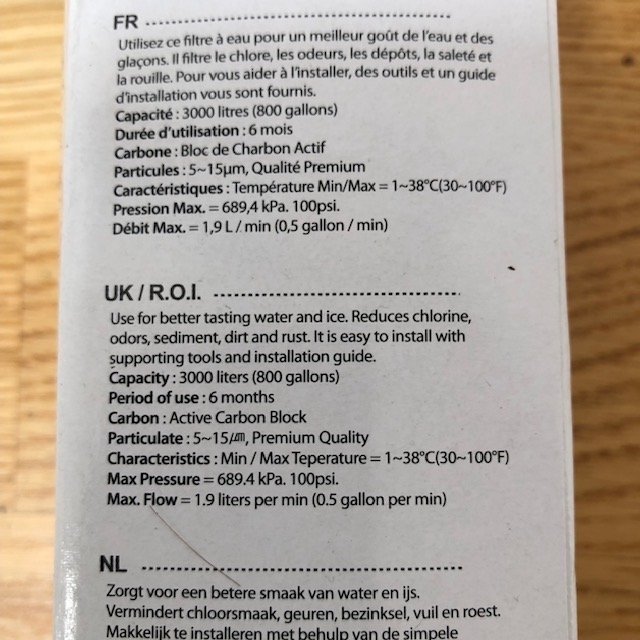 FR
Utilisez ce filtre à eau pour un meilleur goût de l'eau et des
glaçons. Il filtre le chlore, les odeurs, les dépôts, la saleté et
la rouille. Pour vous aider à l'installer, des outils et un guide
d'installation vous sont fournis.
Capacité : 3000 litres (800 gallons)
Durée d'utilisation : 6 mois
Carbone : Bloc de Charbon Actif
Particules : 5~15µm, Qualité Premium
Caractéristiques : Température Min/Max = 1~38°C(30~100°F)
Pression Max. = 689,4 kPa. 100psi.
Débit Max. = 1,9 L / min (0,5 gallon / min)
UK / R.O.I.
Use for better tasting water and ice. Reduces chlorine,
odors, sediment, dirt and rust. It is easy to install with
supporting tools and installation guide.
Capacity : 3000 liters (800 gallons)
Period of use : 6 months
Carbon : Active Carbon Block
Particulate : 5~15㎛, Premium Quality
Characteristics : Min / Max Teperature = 1~38°C(30~100°F)
Max Pressure = 689.4 kPa. 100psi.
Max. Flow = 1.9 liters per min (0.5 gallon per min)
NL
Zorgt voor een betere smaak van water en ijs.
Vermindert chloorsmaak, geuren, bezinksel, vuil en roest.
Makkelijk te installeren met behulp van de simpele